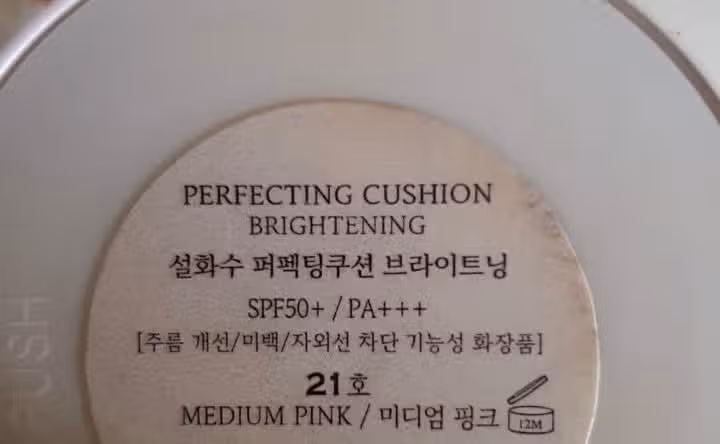 PERFECTING CUSHION
BRIGHTENING
설화수 퍼펙팅쿠션 브라이트닝
SPF50+ / PA+++
[주름 개선/미백/자외선 차단 기능성 화장품]
21호
MEDIUM PINK / 미디엄 핑크 12M
PUSH